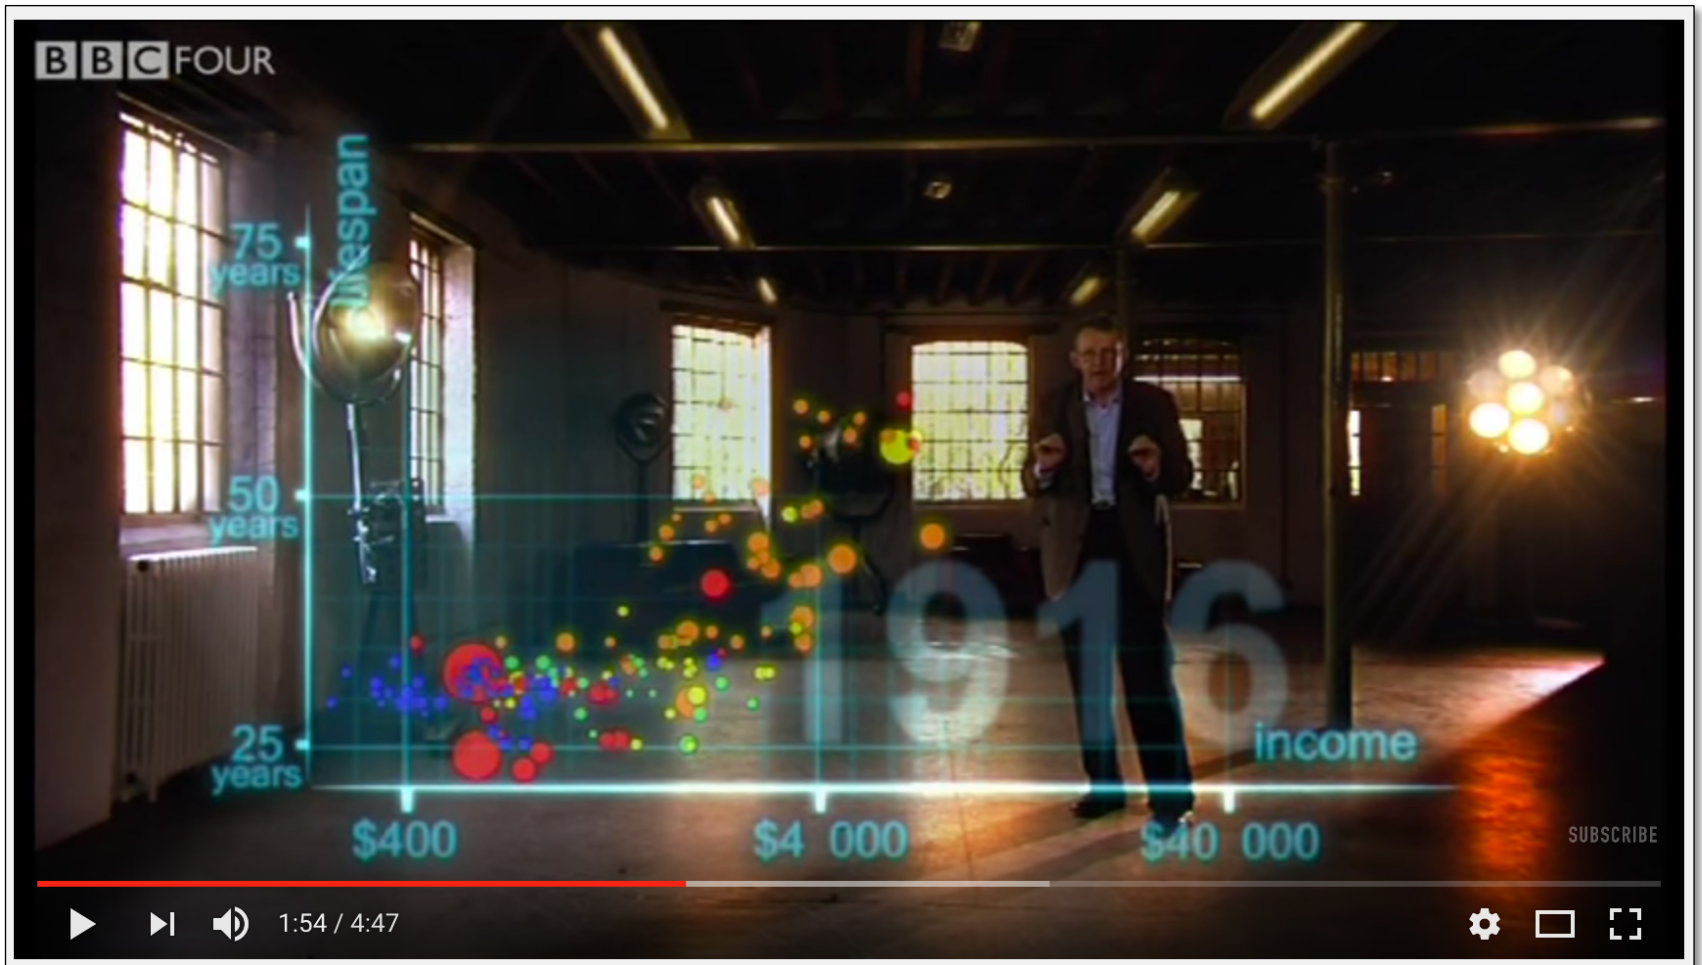 BBC FOUR
lifespan
75
years
50
years
1916
25
years
income
$400
$4 000
$40 000
SUBSCRIBE
1:54 / 4:47